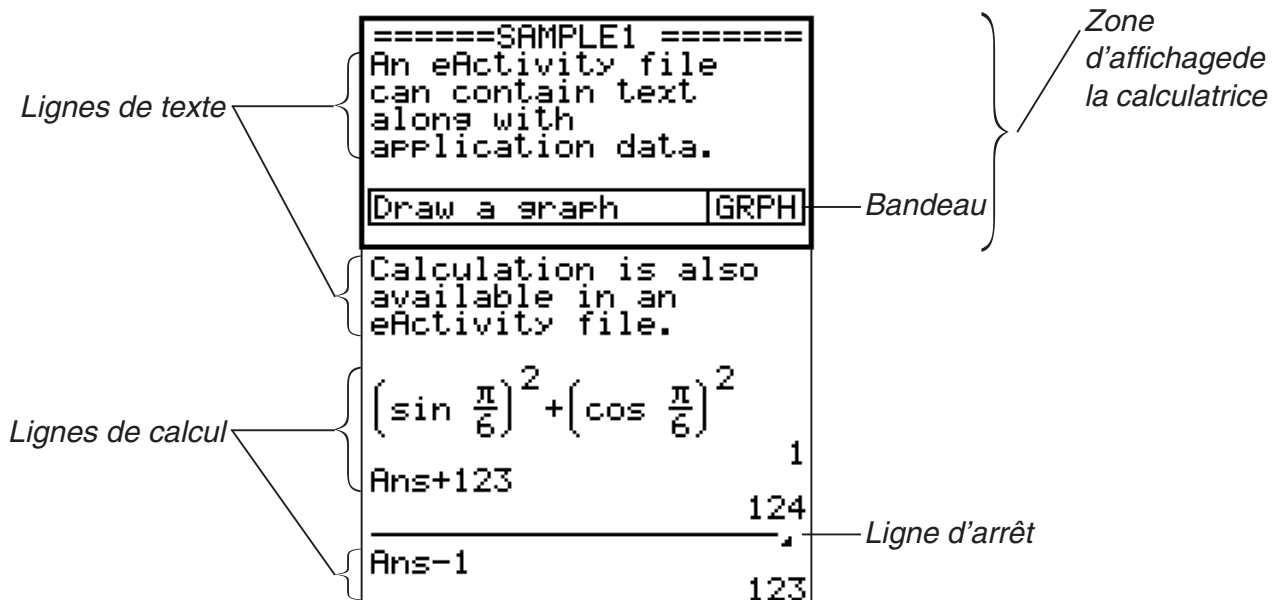 ======SAMPLE1 =======
An eActivity file
can contain text
along with
application data.
Draw a graph GRPH
Calculation is also
available in an
eActivity file.
(sin π/6)²+(cos π/6)²
1
Ans+123
124
Ans−1
123
Lignes de texte
Lignes de calcul
Zone
d'affichagede
la calculatrice
Bandeau
Ligne d'arrêt